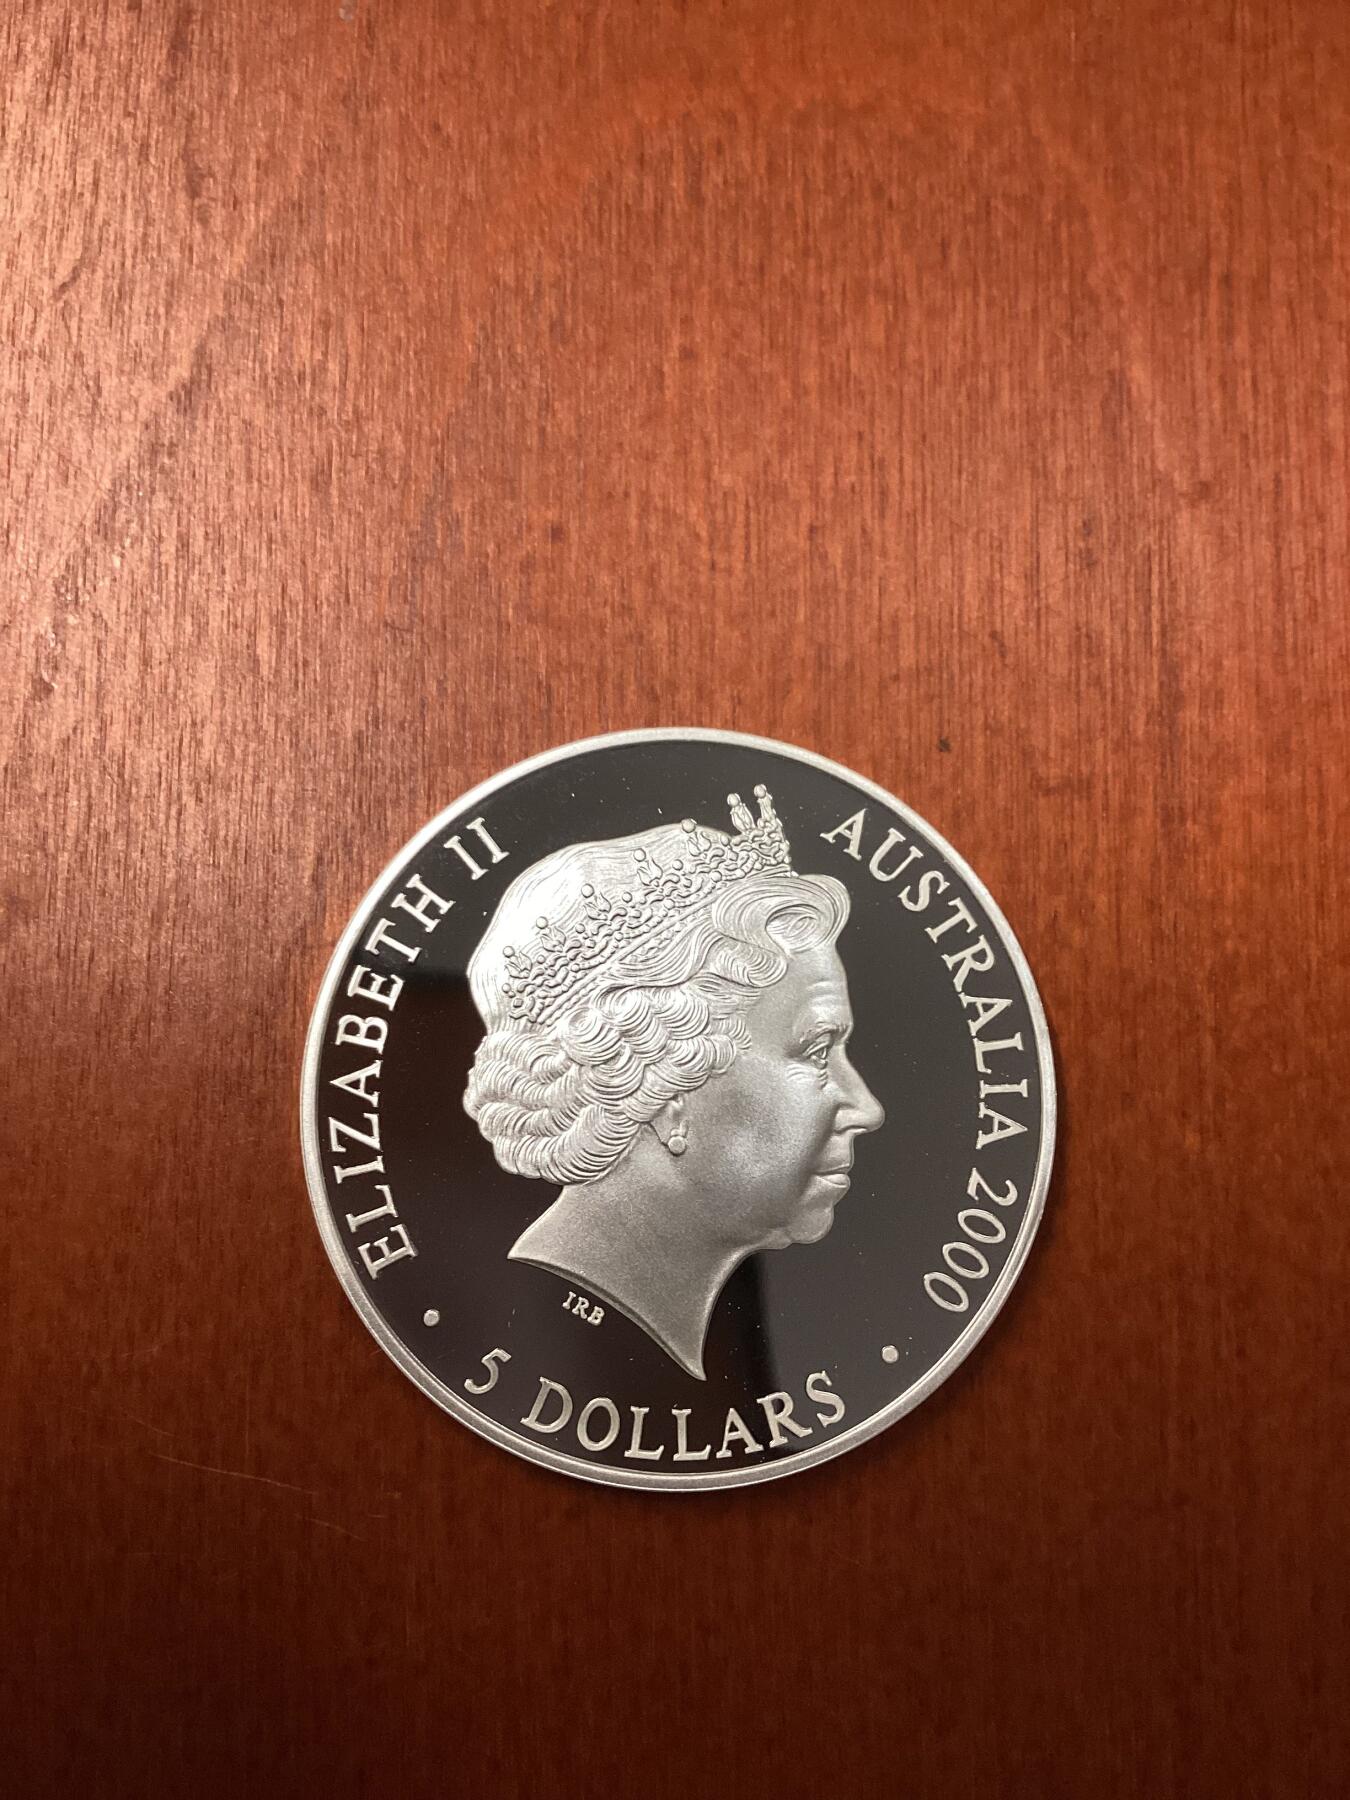 ELIZABETH II
AUSTRALIA 2000
IRB
5 DOLLARS